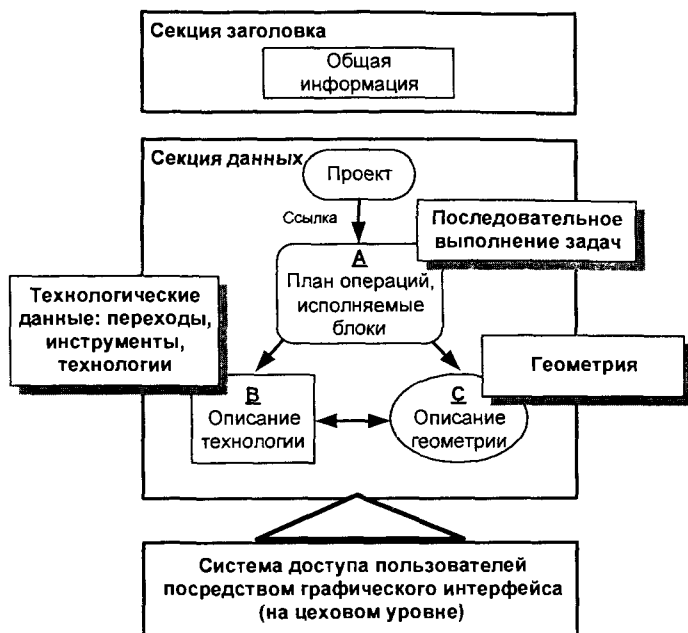 Секция заголовка
Общая
информация
Секция данных
Проект
Ссылка
Последовательное
выполнение задач
A
План операций,
исполняемые
блоки
Технологические
данные: переходы,
инструменты,
технологии
Геометрия
B
Описание
технологии
C
Описание
геометрии
Система доступа пользователей
посредством графического интерфейса
(на цеховом уровне)